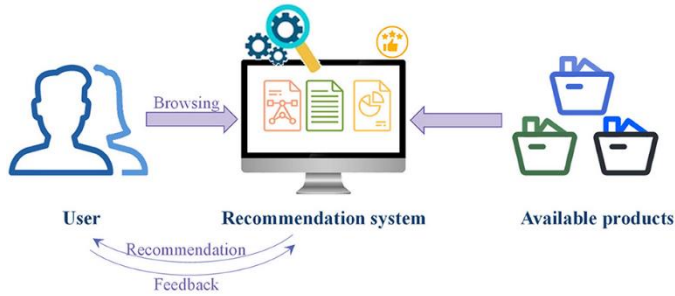 Browsing
User
Recommendation system
Available products
Recommendation
Feedback